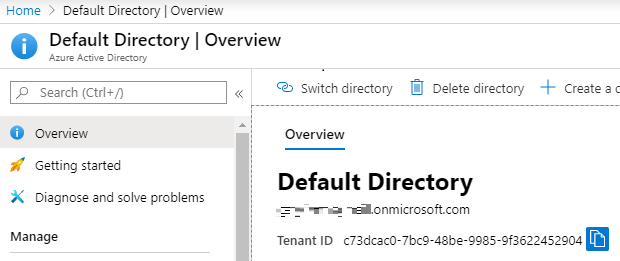 Home > Default Directory | Overview
Default Directory | Overview
Azure Active Directory
Search (Ctrl+/)
«
Switch directory
Delete directory
Create a
Overview
Getting started
Diagnose and solve problems
Manage
Overview
Default Directory
.onmicrosoft.com
Tenant ID c73dcac0-7bc9-48be-9985-9f3622452904